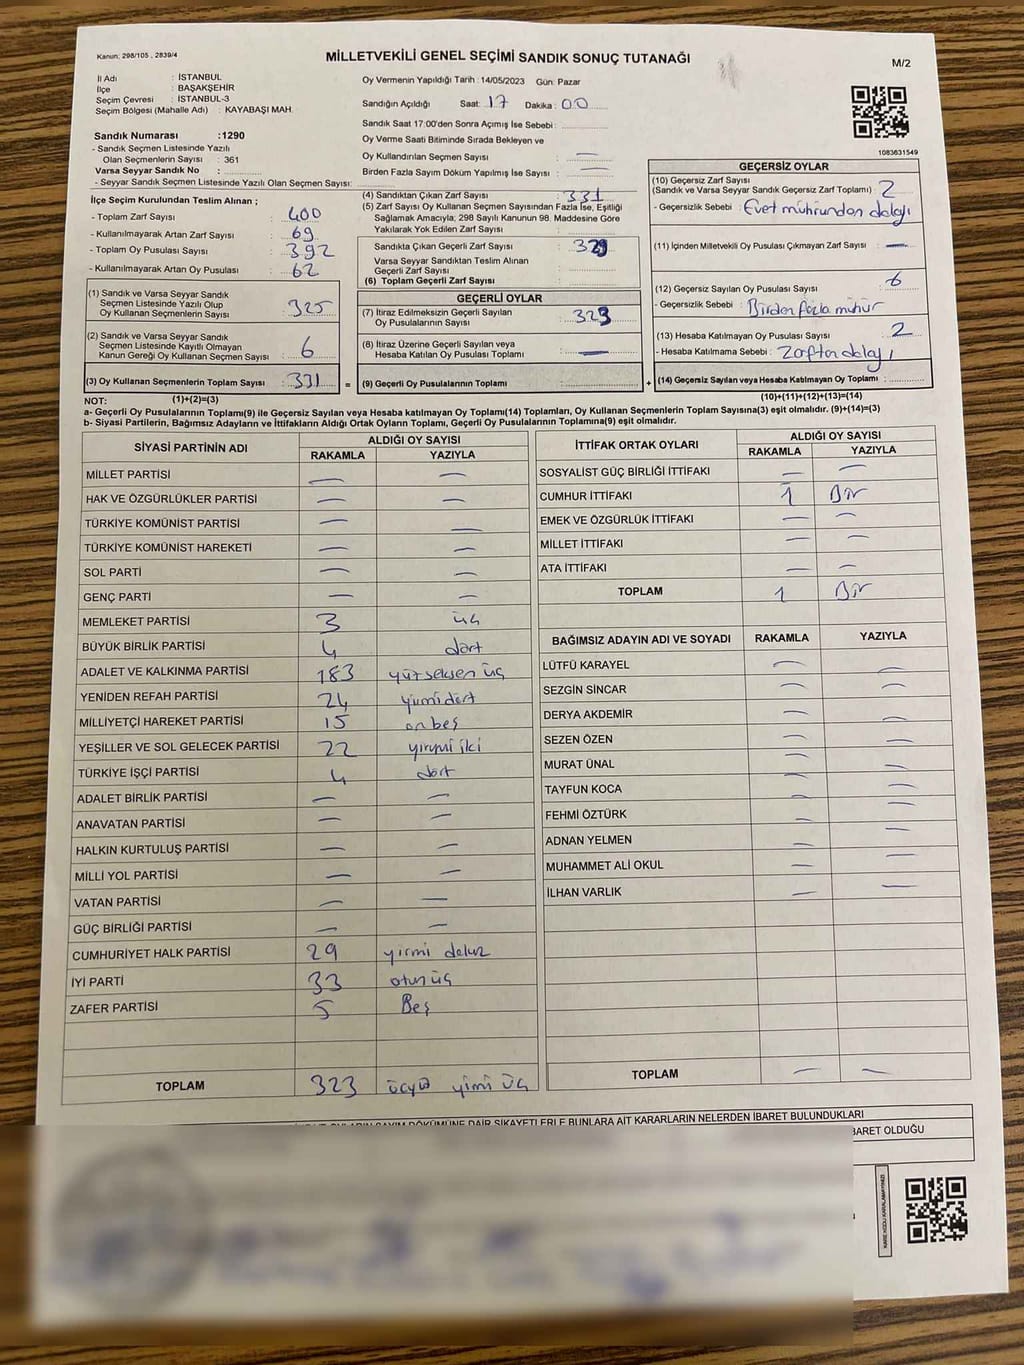 Kanun: 298/105 , 2839/4
MİLLETVEKİLİ GENEL SEÇİMİ SANDIK SONUÇ TUTANAĞI
M/2
İl Adı : İSTANBUL
İlçe : BAŞAKŞEHİR
Seçim Çevresi : İSTANBUL-3
Seçim Bölgesi (Mahalle Adı) : KAYABAŞI MAH.
Sandık Numarası :1290
- Sandık Seçmen Listesinde Yazılı
Olan Seçmenlerin Sayısı : 361
Varsa Seyyar Sandık No :
- Seyyar Sandık Seçmen Listesinde Yazılı Olan Seçmen Sayısı:
Oy Vermenin Yapıldığı Tarih : 14/05/2023 Gün: Pazar
Sandığın Açıldığı Saat: 17 Dakika : 00
Sandık Saat 17:00'den Sonra Açımış İse Sebebi :
Oy Verme Saati Bitiminde Sırada Bekleyen ve
Oy Kullandırılan Seçmen Sayısı : —
Birden Fazla Sayım Döküm Yapılmış İse Sayısı : —
1083631549
İlçe Seçim Kurulundan Teslim Alınan ;
- Toplam Zarf Sayısı : 400
- Kullanılmayarak Artan Zarf Sayısı : 69
- Toplam Oy Pusulası Sayısı : 392
- Kullanılmayarak Artan Oy Pusulası : 62
(1) Sandık ve Varsa Seyyar Sandık
Seçmen Listesinde Yazılı Olup
Oy Kullanan Seçmenlerin Sayısı : 325
(2) Sandık ve Varsa Seyyar Sandık
Seçmen Listesinde Kayıtlı Olmayan
Kanun Gereği Oy Kullanan Seçmen Sayısı : 6
(3) Oy Kullanan Seçmenlerin Toplam Sayısı : 331 =
(4) Sandıktan Çıkan Zarf Sayısı : 331
(5) Zarf Sayısı Oy Kullanan Seçmen Sayısından Fazla İse, Eşitliği
Sağlamak Amacıyla; 298 Sayılı Kanunun 98. Maddesine Göre
Yakılarak Yok Edilen Zarf Sayısı :
Sandıkta Çıkan Geçerli Zarf Sayısı : 329
Varsa Seyyar Sandıktan Teslim Alınan
Geçerli Zarf Sayısı :
(6) Toplam Geçerli Zarf Sayısı :
GEÇERLİ OYLAR
(7) İtiraz Edilmeksizin Geçerli Sayılan
Oy Pusulalarının Sayısı : 323
(8) İtiraz Üzerine Geçerli Sayılan veya
Hesaba Katılan Oy Pusulası Toplamı : —
(9) Geçerli Oy Pusulalarının Toplamı : +
GEÇERSİZ OYLAR
(10) Geçersiz Zarf Sayısı
(Sandık ve Varsa Seyyar Sandık Geçersiz Zarf Toplamı) : 2
- Geçersizlik Sebebi : Evet mühründen dolayı
(11) İçinden Milletvekili Oy Pusulası Çıkmayan Zarf Sayısı : —
(12) Geçersiz Sayılan Oy Pusulası Sayısı : 6
- Geçersizlik Sebebi : Birden fazla mühür
(13) Hesaba Katılmayan Oy Pusulası Sayısı : 2
- Hesaba Katılmama Sebebi : Zarftan dolayı
(14) Geçersiz Sayılan veya Hesaba Katılmayan Oy Toplamı :
NOT: (1)+(2)=(3) (10)+(11)+(12)+(13)=(14)
a- Geçerli Oy Pusulalarının Toplamı(9) ile Geçersiz Sayılan veya Hesaba katılmayan Oy Toplamı(14) Toplamları, Oy Kullanan Seçmenlerin Toplam Sayısına(3) eşit olmalıdır. (9)+(14)=(3)
b- Siyasi Partilerin, Bağımsız Adayların ve İttifakların Aldığı Ortak Oyların Toplamı, Geçerli Oy Pusulalarının Toplamına(9) eşit olmalıdır.
SİYASİ PARTİNİN ADI ALDIĞI OY SAYISI
RAKAMLA YAZIYLA
MİLLET PARTİSİ — —
HAK VE ÖZGÜRLÜKLER PARTİSİ — —
TÜRKİYE KOMÜNİST PARTİSİ — —
TÜRKİYE KOMÜNİST HAREKETİ — —
SOL PARTİ — —
GENÇ PARTİ — —
MEMLEKET PARTİSİ 3 üç
BÜYÜK BİRLİK PARTİSİ 4 dört
ADALET VE KALKINMA PARTİSİ 183 yüzseksen üç
YENİDEN REFAH PARTİSİ 24 yirmidört
MİLLİYETÇİ HAREKET PARTİSİ 15 onbeş
YEŞİLLER VE SOL GELECEK PARTİSİ 22 yirmi iki
TÜRKİYE İŞÇİ PARTİSİ 4 dört
ADALET BİRLİK PARTİSİ — —
ANAVATAN PARTİSİ — —
HALKIN KURTULUŞ PARTİSİ — —
MİLLİ YOL PARTİSİ — —
VATAN PARTİSİ — —
GÜÇ BİRLİĞİ PARTİSİ — —
CUMHURİYET HALK PARTİSİ 29 yirmi dokuz
İYİ PARTİ 33 otuz üç
ZAFER PARTİSİ 5 Beş
TOPLAM 323 üçyüz yirmi üç
İTTİFAK ORTAK OYLARI ALDIĞI OY SAYISI
RAKAMLA YAZIYLA
SOSYALİST GÜÇ BİRLİĞİ İTTİFAKI — —
CUMHUR İTTİFAKI 1 Bir
EMEK VE ÖZGÜRLÜK İTTİFAKI — —
MİLLET İTTİFAKI — —
ATA İTTİFAKI — —
TOPLAM 1 Bir
BAĞIMSIZ ADAYIN ADI VE SOYADI RAKAMLA YAZIYLA
LÜTFÜ KARAYEL — —
SEZGİN SİNCAR — —
DERYA AKDEMİR — —
SEZEN ÖZEN — —
MURAT ÜNAL — —
TAYFUN KOCA — —
FEHMİ ÖZTÜRK — —
ADNAN YELMEN — —
MUHAMMET ALİ OKUL — —
İLHAN VARLIK — —
TOPLAM — —
OYLARIN SAYIM DÖKÜMÜNE DAİR ŞİKAYETLERLE BUNLARA AİT KARARLARIN NELERDEN İBARET BULUNDUKLARI
BARET OLDUĞU
KARE KODU KARALAMAYINIZ